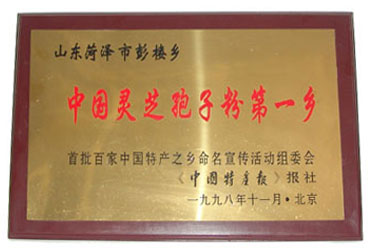 山东菏泽市彭楼乡
中国灵芝孢子粉第一乡
首批百家中国特产之乡命名宣传活动组委会
《中国特产报》报社
一九九八年十一月·北京